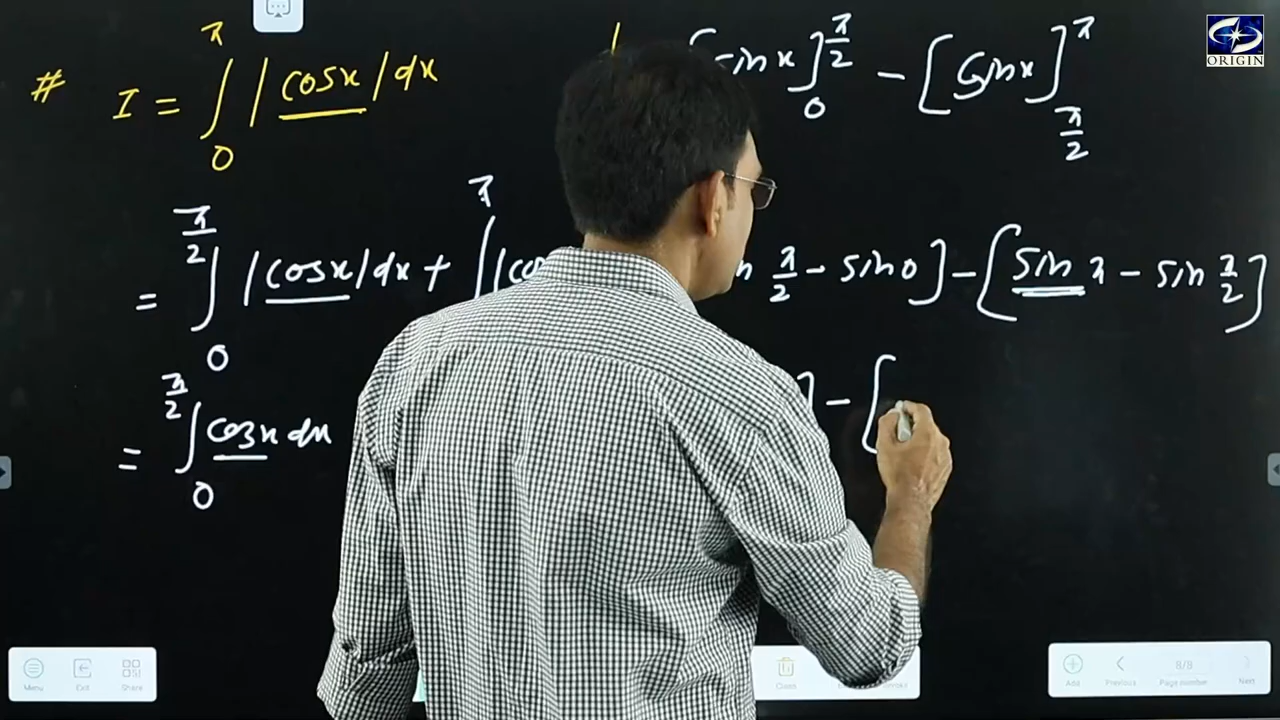 # I = ∫₀^π |cosx| dx
= ∫₀^(π/2) |cosx| dx + ∫^π |co
= ∫₀^(π/2) cosx dx
sinx]₀^(π/2) - [sinx]_(π/2)^π
π/2 - sin0] - [sin π - sin π/2]
] - [
ORIGIN
Menu
Exit
Share
Add
Previous
8/8
Page number
Next